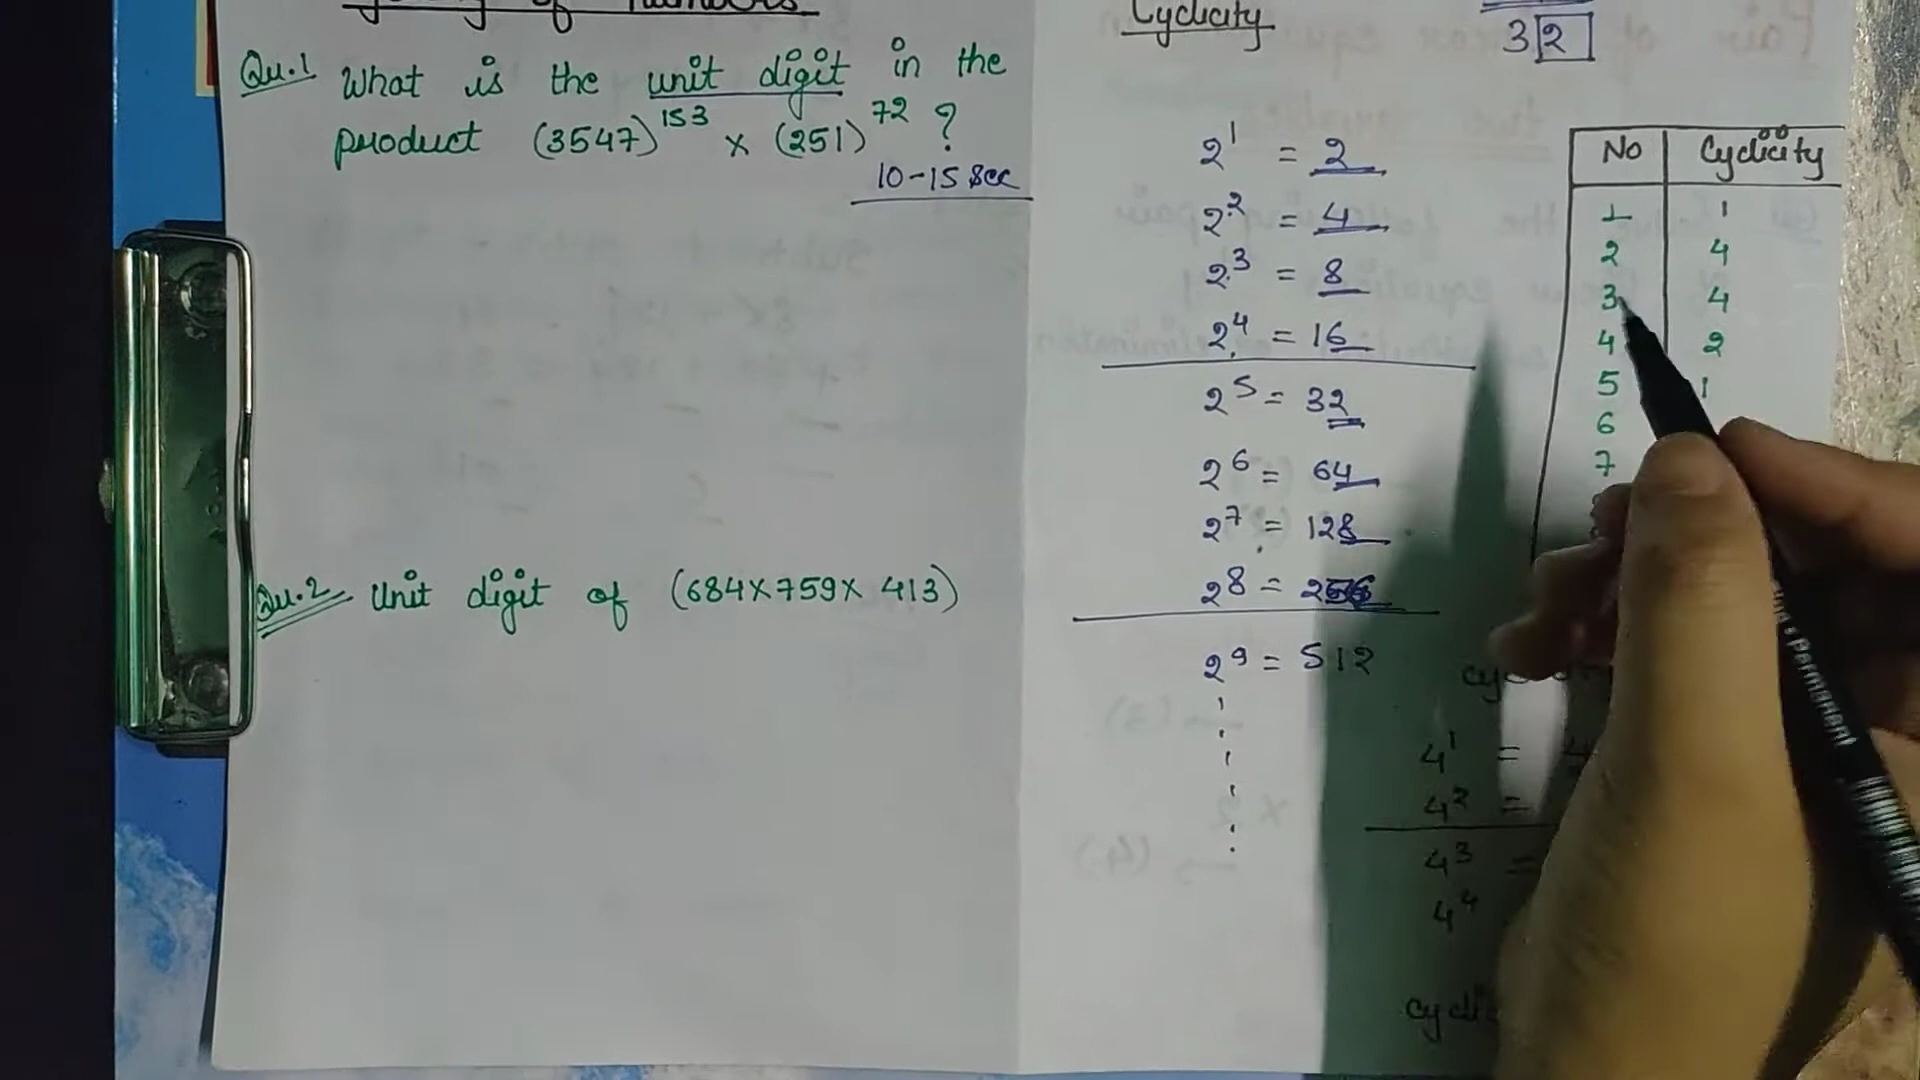 Cyclicity
3 2
Qu.1 What is the unit digit in the
product (3547)^153 x (251)^72 ?
10-15 sec
2^1 = 2
2^2 = 4
2^3 = 8
2^4 = 16
2^5 = 32
2^6 = 64
2^7 = 128
2^8 = 256
2^9 = 512
No Cyclicity
1 1
2 4
3 4
4 2
5 1
6
7
Qu.2 Unit digit of (684x759x 413)
4^1 = 4
4^2 =
4^3 =
4^4
Permanent